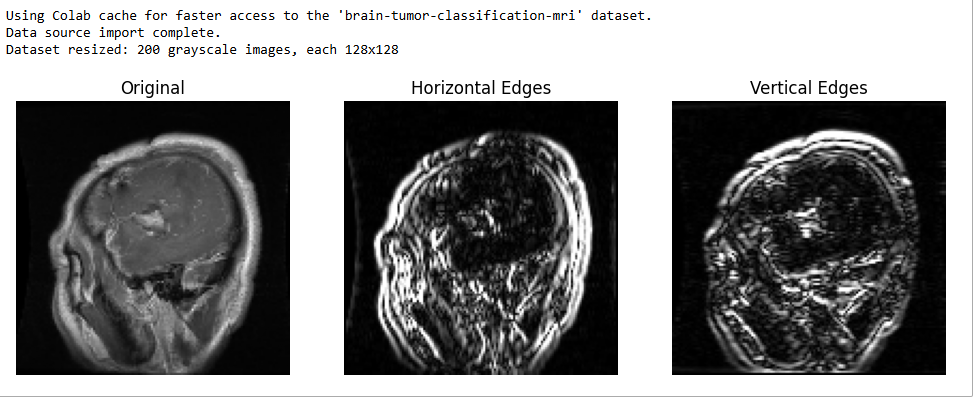 Using Colab cache for faster access to the 'brain-tumor-classification-mri' dataset.
Data source import complete.
Dataset resized: 200 grayscale images, each 128x128
Original
Horizontal Edges
Vertical Edges